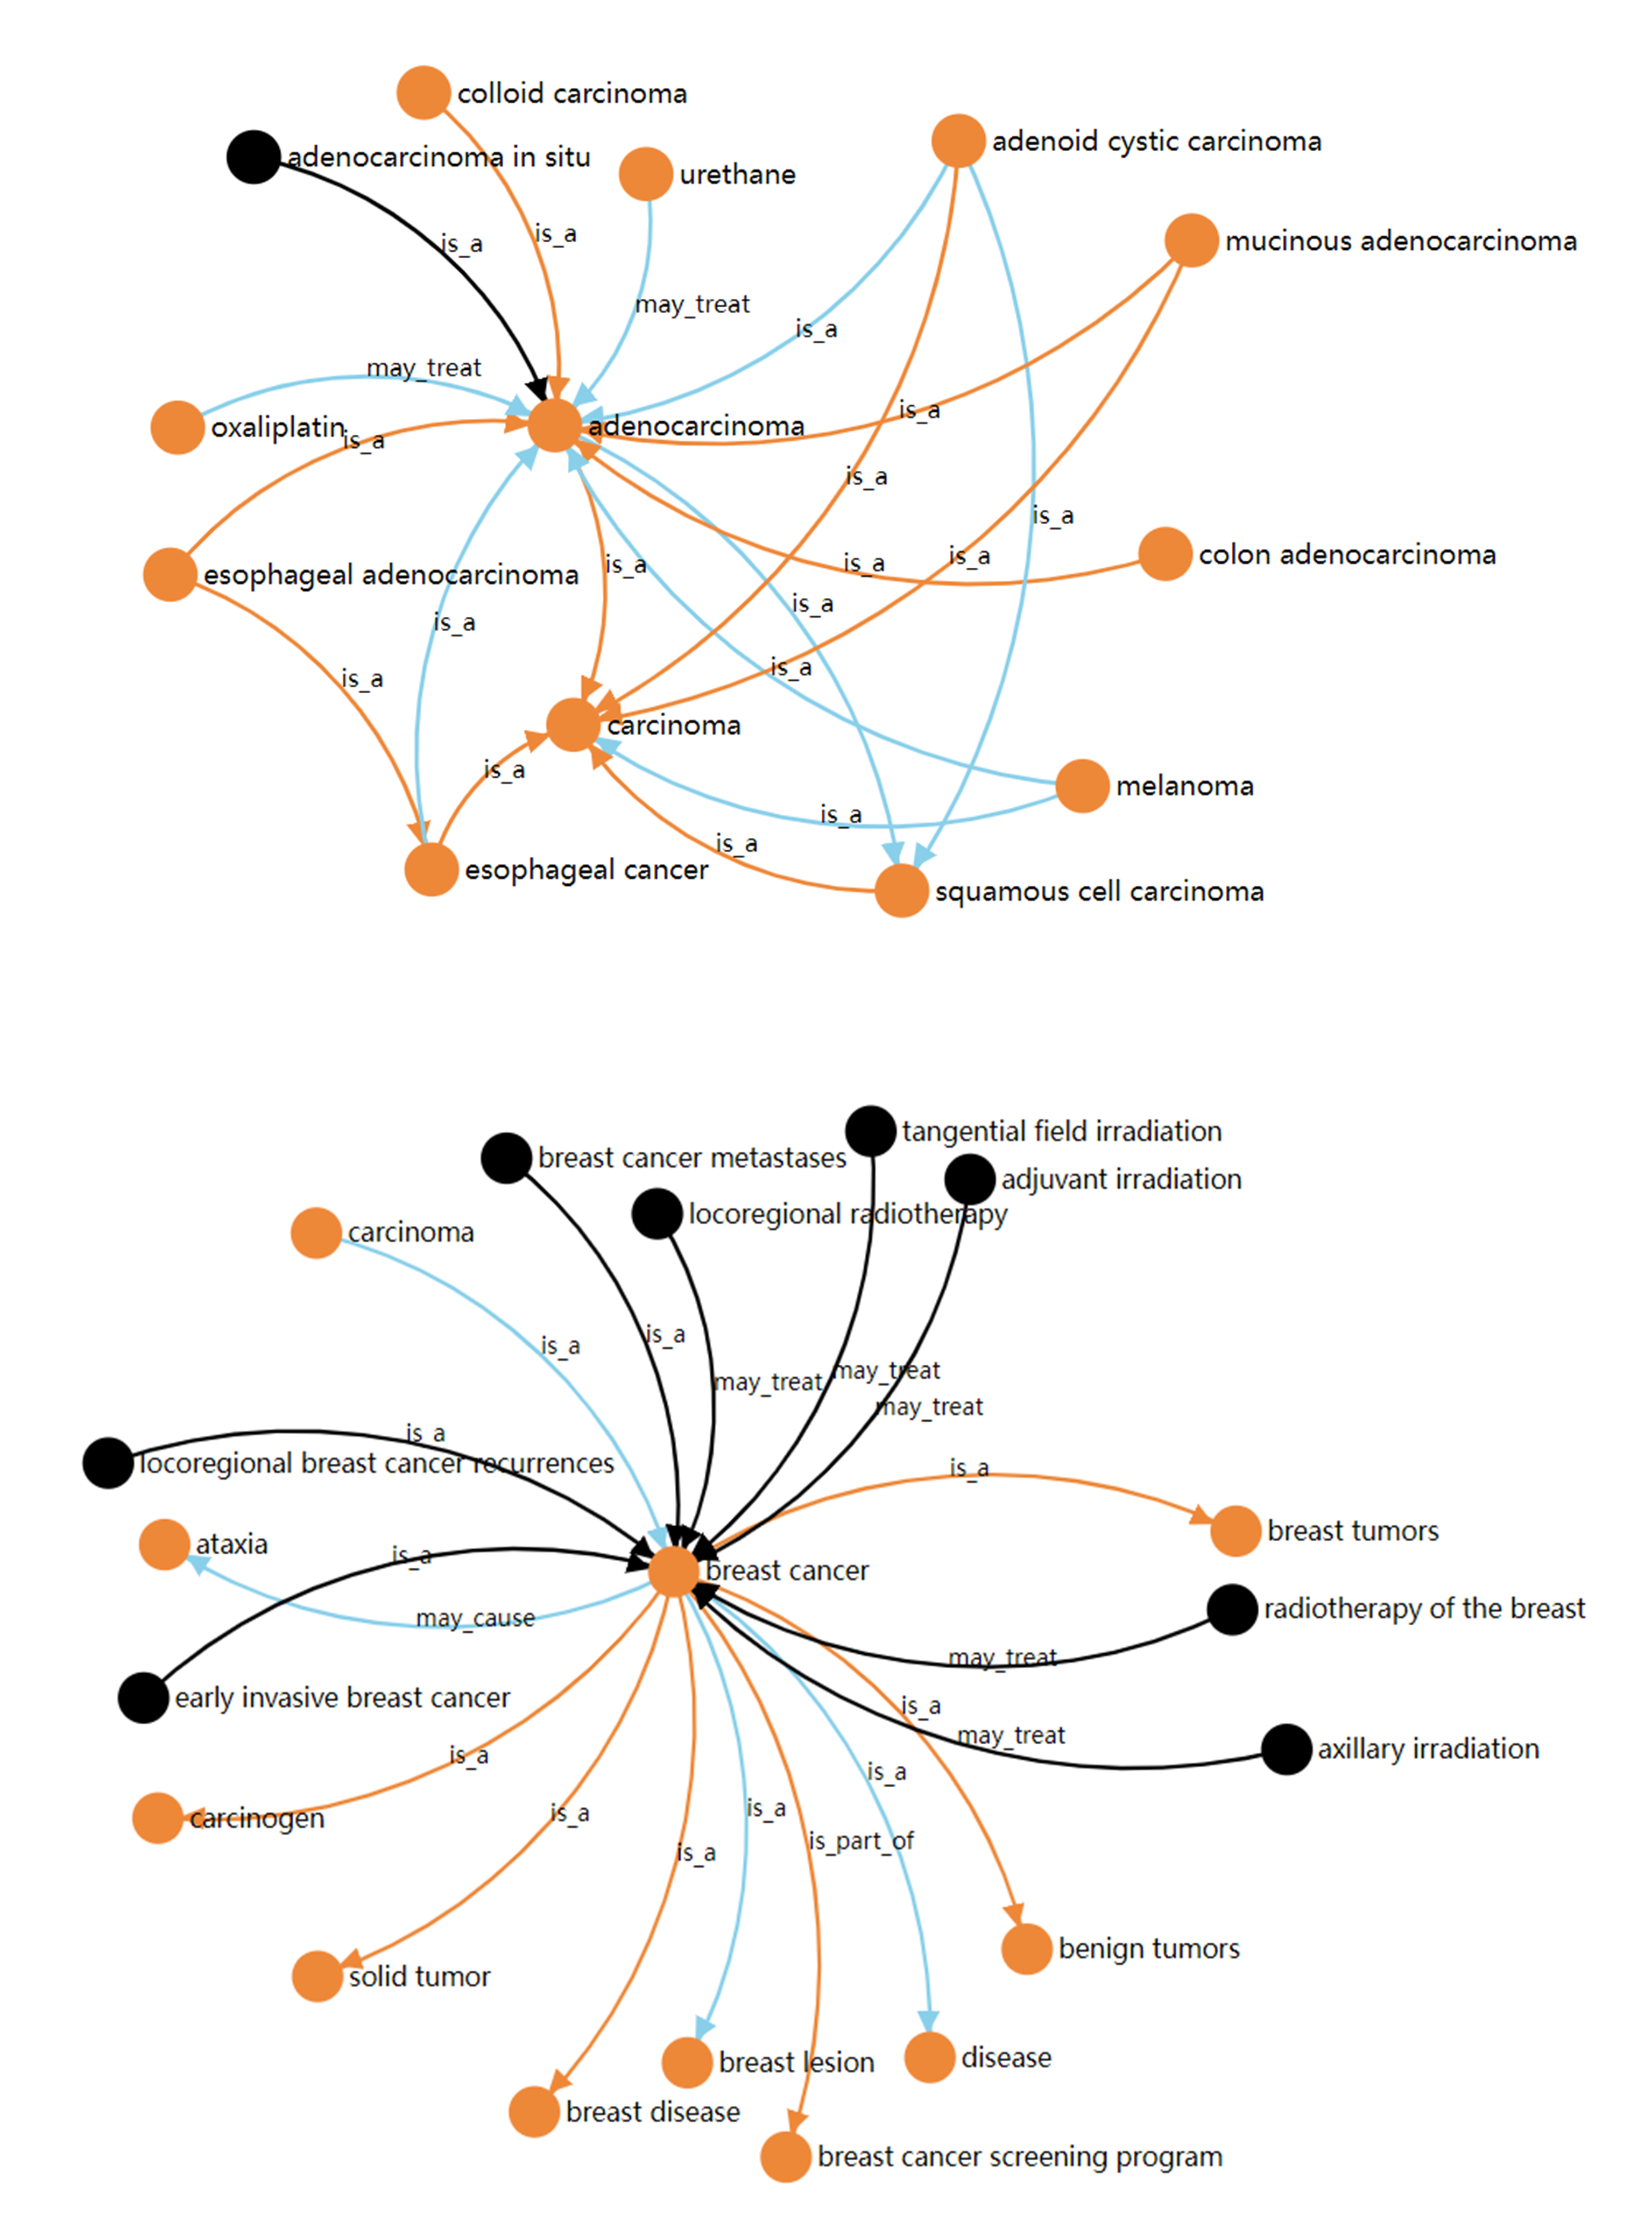 colloid carcinoma
adenoid cystic carcinoma
adenocarcinoma in situ
urethane
mucinous adenocarcinoma
is_a
is_a
may_treat
is_a
may_treat
is_a
adenocarcinoma
oxaliplatin
is_a
is_a
is_a
colon adenocarcinoma
is_a
is_a
is_a
esophageal adenocarcinoma
is_a
is_a
is_a
is_a
carcinoma
is_a
melanoma
is_a
is_a
esophageal cancer
squamous cell carcinoma
tangential field irradiation
breast cancer metastases
adjuvant irradiation
locoregional radiotherapy
carcinoma
is_a
is_a
may_treat
may_treat
may_treat
is_a
locoregional breast cancer recurrences
is_a
breast tumors
ataxia
is_a
breast cancer
radiotherapy of the breast
may_cause
may_treat
early invasive breast cancer
is_a
may_treat
axillary irradiation
is_a
is_a
is_a
is_a
carcinogen
is_part_of
is_a
benign tumors
solid tumor
disease
breast lesion
breast disease
breast cancer screening program